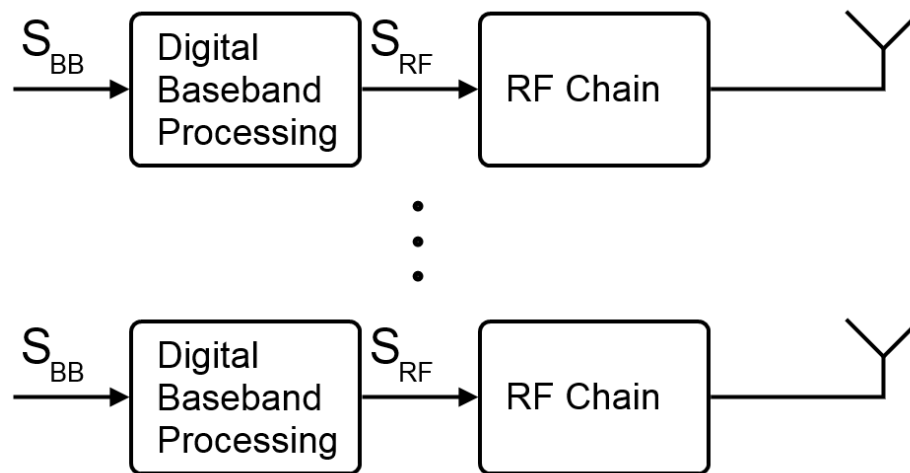 S_BB
Digital
Baseband
Processing
S_RF
RF Chain
S_BB
Digital
Baseband
Processing
S_RF
RF Chain